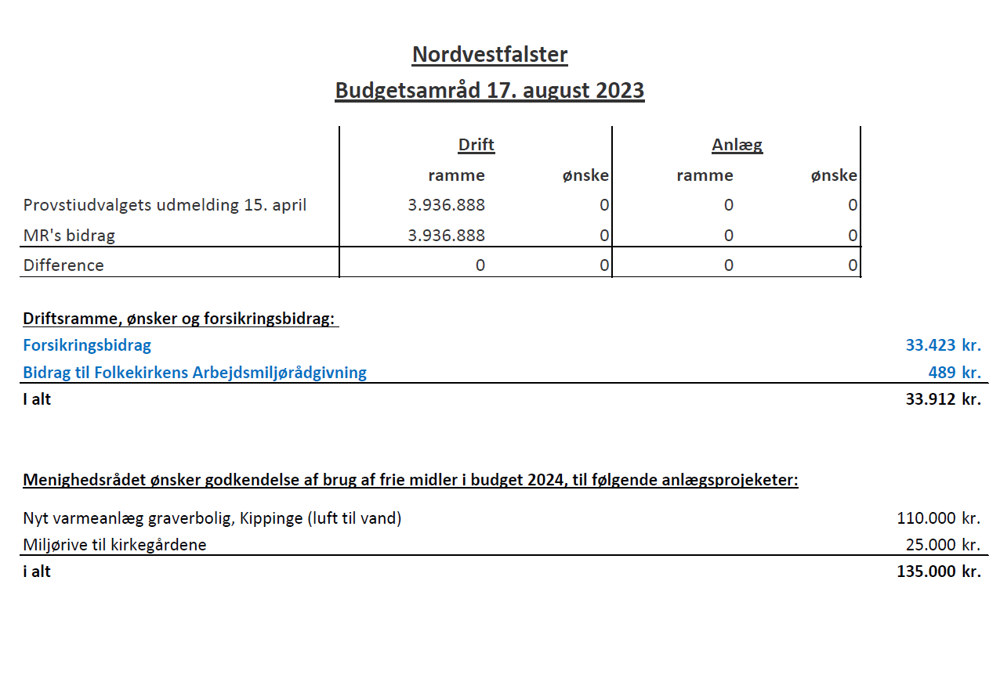 Nordvestfalster
Budgetsamråd 17. august 2023
Drift Anlæg
ramme ønske ramme ønske
Provstiudvalgets udmelding 15. april 3.936.888 0 0 0
MR's bidrag 3.936.888 0 0 0
Difference 0 0 0 0
Driftsramme, ønsker og forsikringsbidrag:
Forsikringsbidrag 33.423 kr.
Bidrag til Folkekirkens Arbejdsmiljørådgivning 489 kr.
I alt 33.912 kr.
Menighedsrådet ønsker godkendelse af brug af frie midler i budget 2024, til følgende anlægsprojeketer:
Nyt varmeanlæg graverbolig, Kippinge (luft til vand) 110.000 kr.
Miljørive til kirkegårdene 25.000 kr.
i alt 135.000 kr.